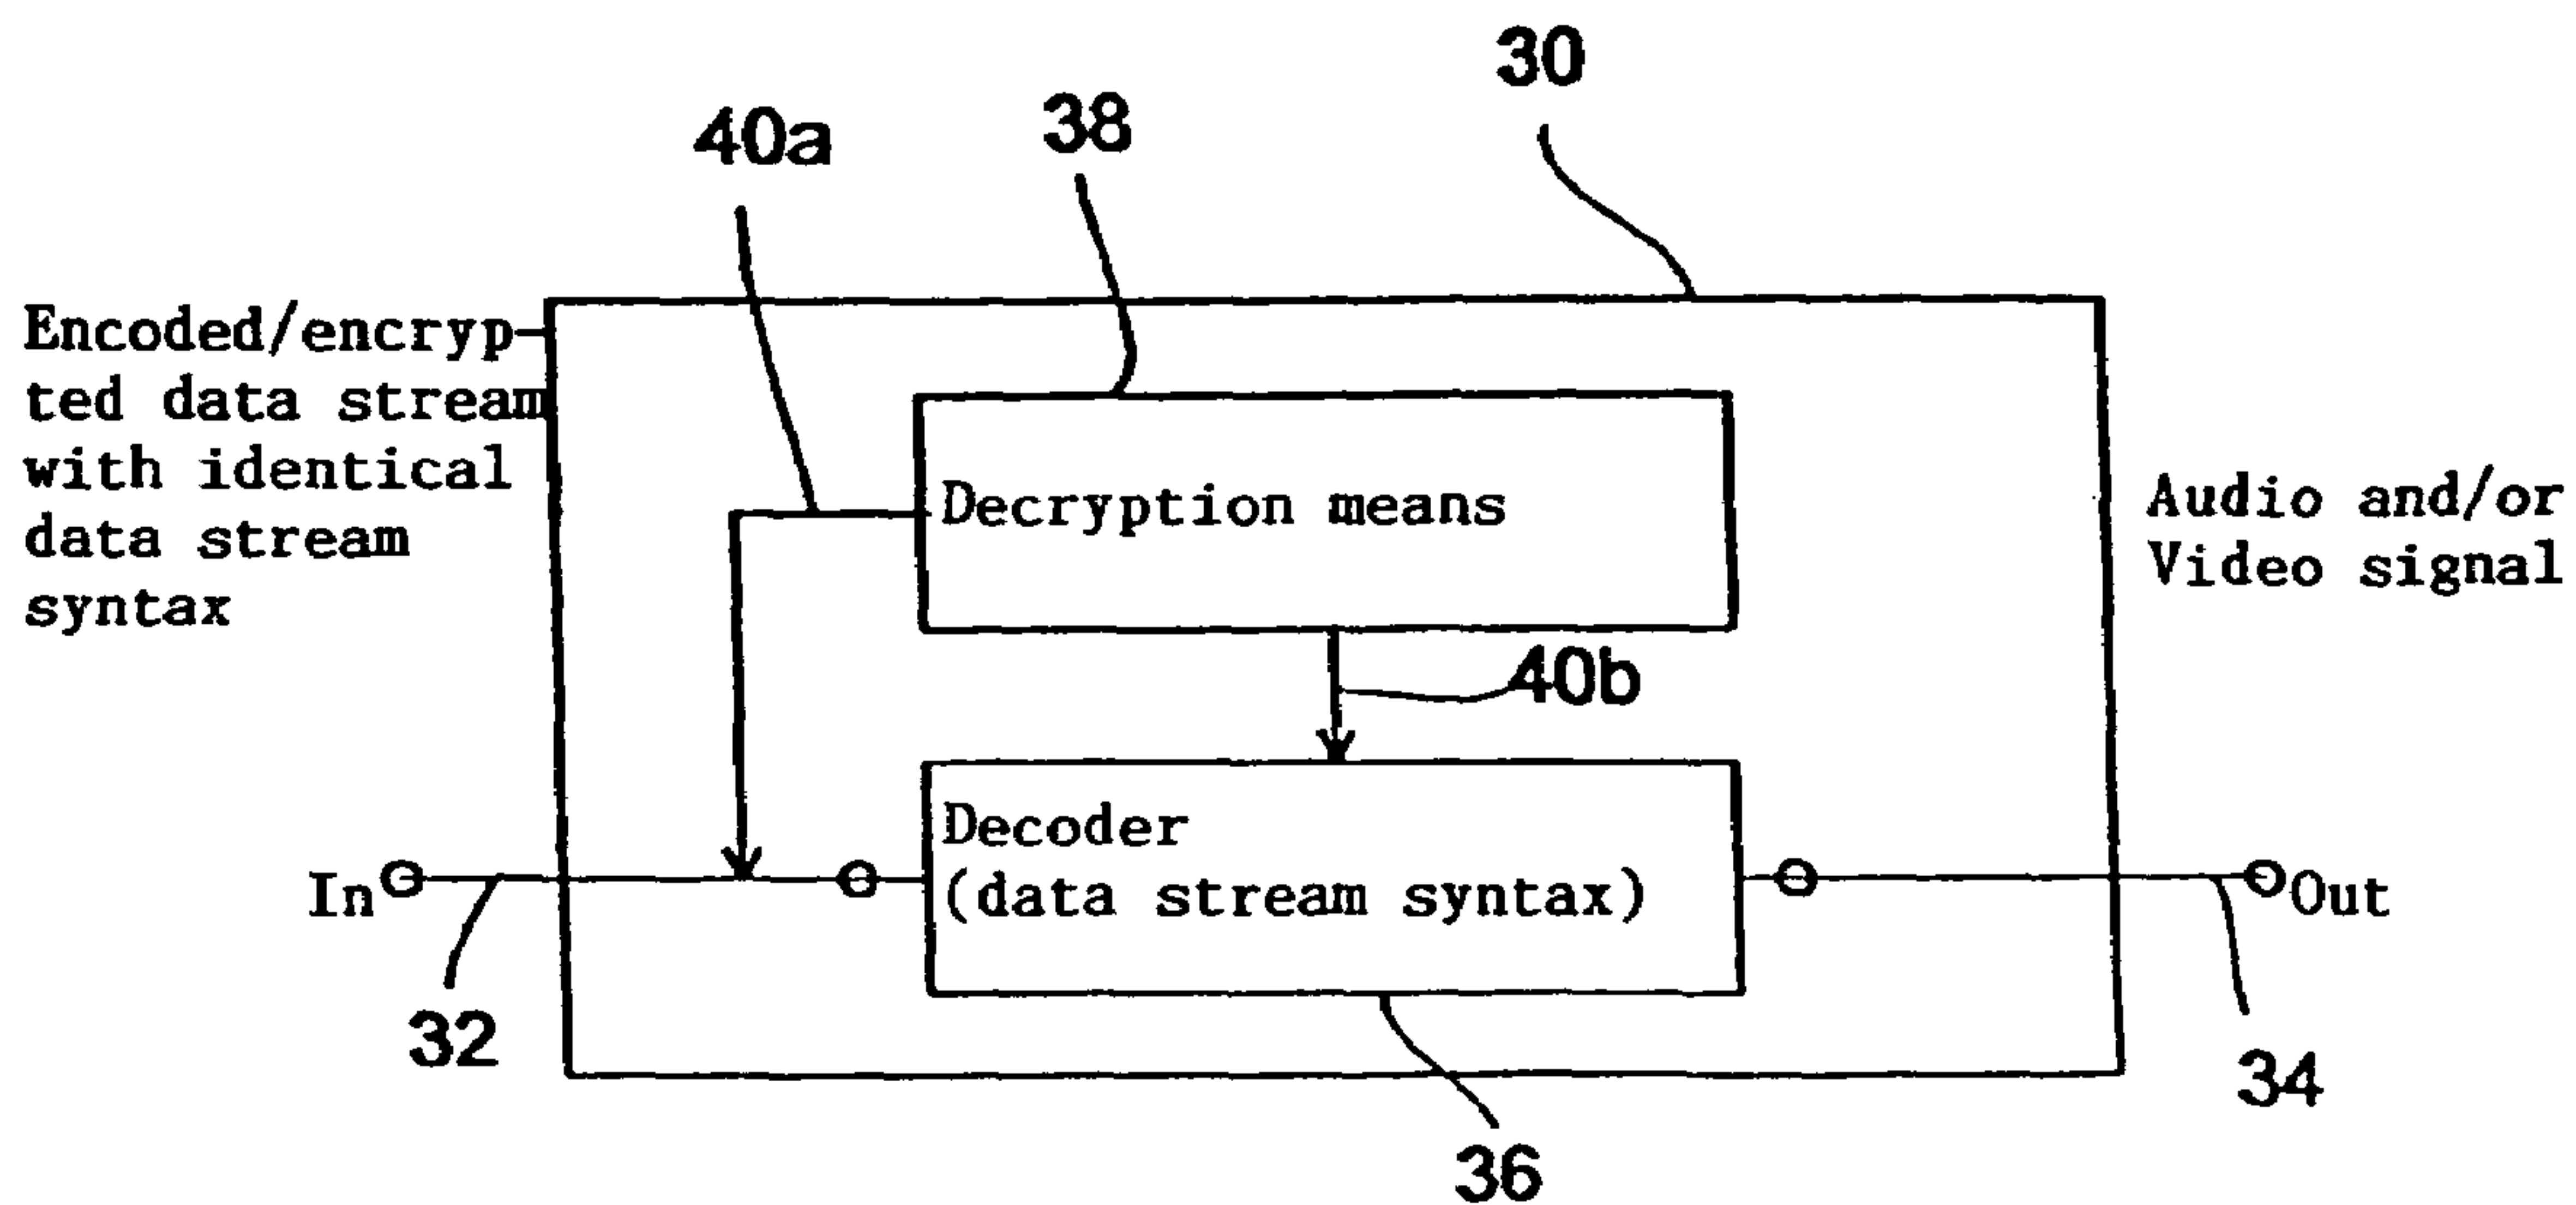 30
38
40a
Encoded/encryp-
ted data stream
with identical
data stream
syntax
Decryption means
Audio and/or
Video signal
40b
Decoder
(data stream syntax)
In
Out
32
34
36